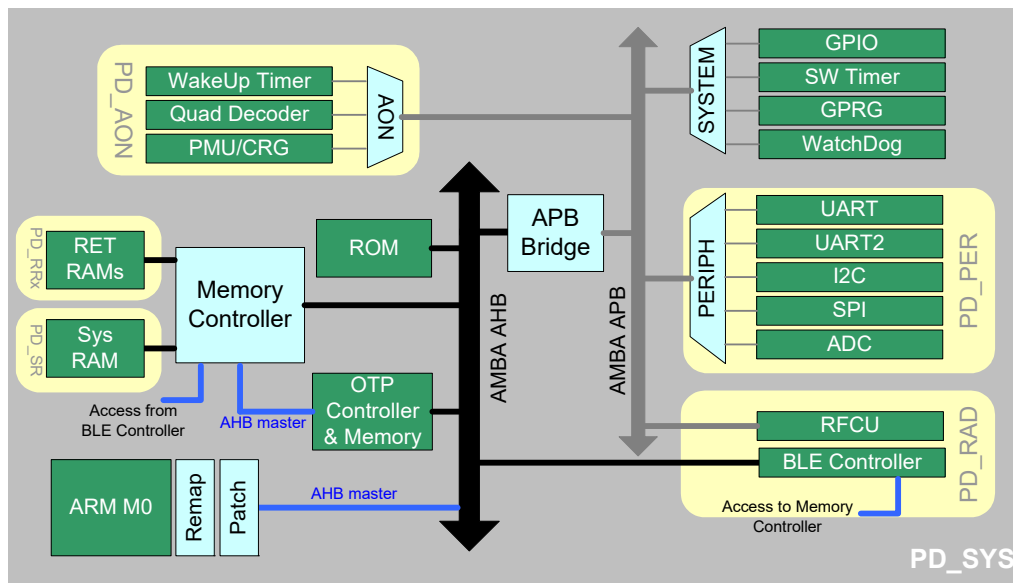 PD_AON
WakeUp Timer
Quad Decoder
PMU/CRG
AON
SYSTEM
GPIO
SW Timer
GPRG
WatchDog
PD_RRx
RET
RAMs
PD_SR
Sys
RAM
Memory
Controller
ROM
APB
Bridge
AMBA AHB
AMBA APB
PERIPH
UART
UART2
I2C
SPI
ADC
PD_PER
Access from
BLE Controller
AHB master
OTP
Controller
& Memory
RFCU
BLE Controller
PD_RAD
Access to Memory
Controller
ARM M0
Remap
Patch
AHB master
PD_SYS